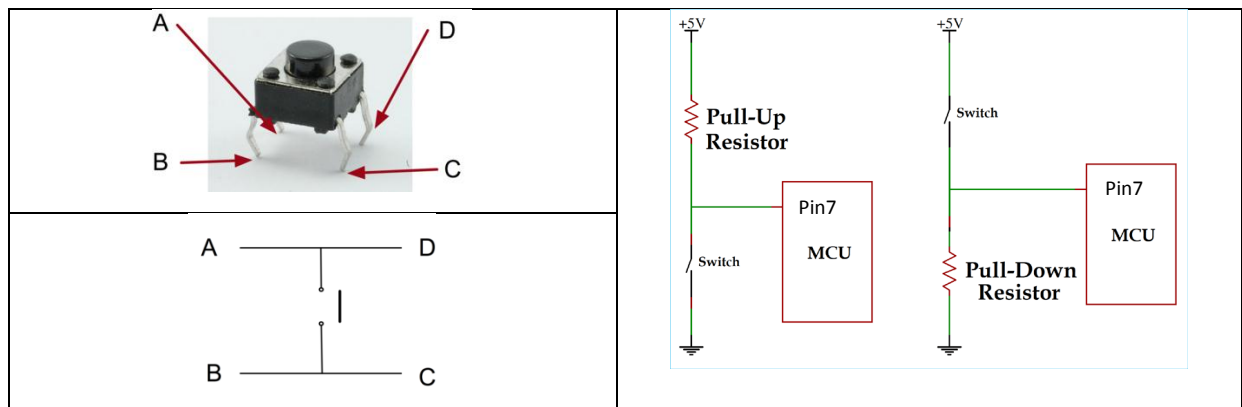 A
D
B
C
A
D
B
C
+5V
Pull-Up
Resistor
Pin7
MCU
Switch
+5V
Switch
Pin7
MCU
Pull-Down
Resistor